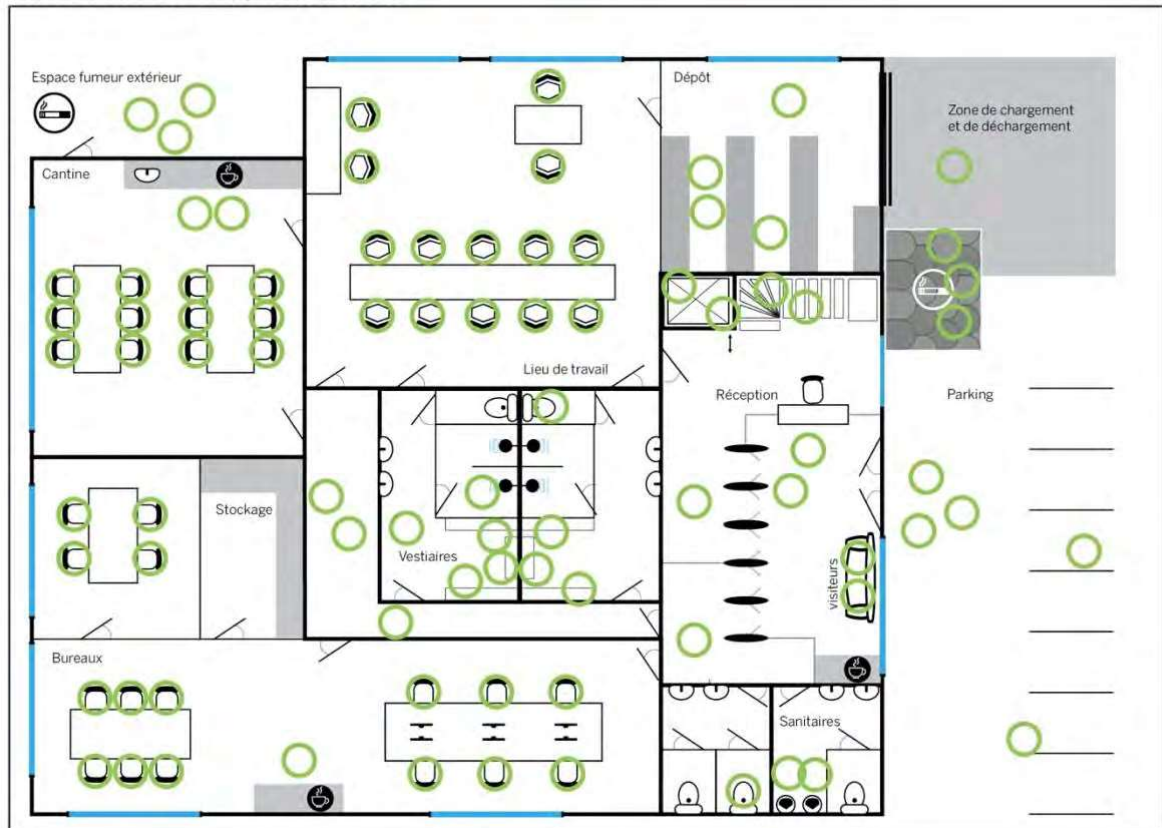 Espace fumeur extérieur
Dépôt
Zone de chargement
et de déchargement
Cantine
Lieu de travail
Réception
Parking
Stockage
Vestiaires
visiteurs
Bureaux
Sanitaires